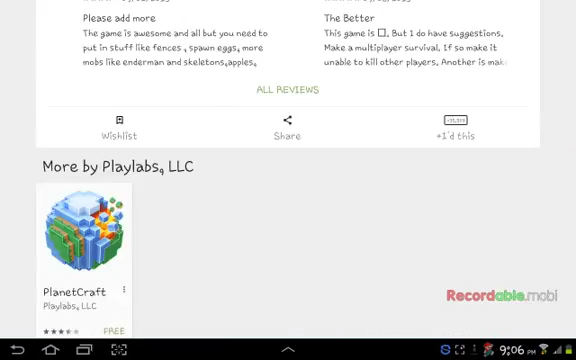 Please add more
The game is awesome and all but you need to
put in stuff like fences , spawn eggs, more
mobs like enderman and skeletons,apples,
The Better
This game is □. But I do have suggestions.
Make a multiplayer survival. If so make it
unable to kill other players. Another is make
ALL REVIEWS
Wishlist
Share
+1'd this
More by Playlabs, LLC
PlanetCraft
Playlabs, LLC
FREE
Recordable.mobi
9:06 PM